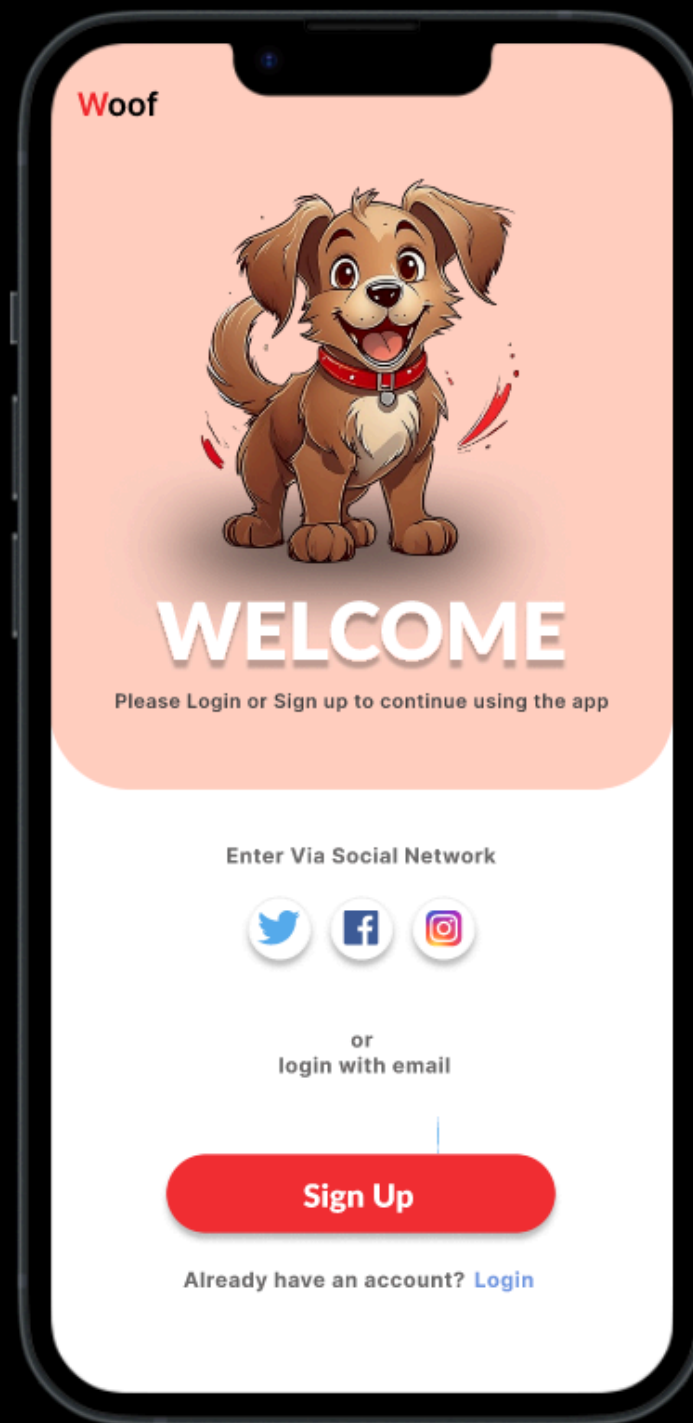 Woof
WELCOME
Please Login or Sign up to continue using the app
Enter Via Social Network
or
login with email
Sign Up
Already have an account? Login